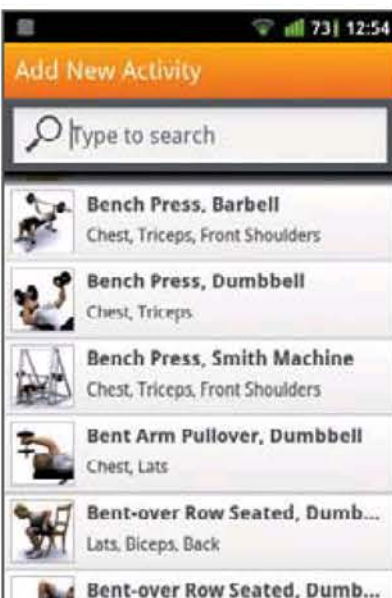 73 12:54
Add New Activity
Type to search
Bench Press, Barbell
Chest, Triceps, Front Shoulders
Bench Press, Dumbbell
Chest, Triceps
Bench Press, Smith Machine
Chest, Triceps, Front Shoulders
Bent Arm Pullover, Dumbbell
Chest, Lats
Bent-over Row Seated, Dumb...
Lats, Biceps, Back
Bent-over Row Seated, Dumb...